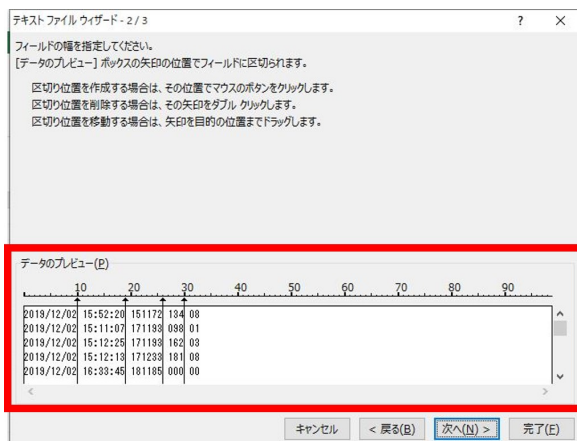 テキスト ファイル ウィザード - 2 / 3 ? ×
フィールドの幅を指定してください。
[データのプレビュー] ボックスの矢印の位置でフィールドに区切られます。
区切り位置を作成する場合は、その位置でマウスのボタンをクリックします。
区切り位置を削除する場合は、その矢印をダブル クリックします。
区切り位置を移動する場合は、矢印を目的の位置までドラッグします。
データのプレビュー(P)
10 20 30 40 50 60 70 80 90
2019/12/02 15:52:20 151172 134 08
2019/12/02 15:11:07 171193 098 01
2019/12/02 15:12:25 171193 162 03
2019/12/02 15:12:13 171233 181 08
2019/12/02 16:33:45 181185 000 00
キャンセル < 戻る(B) 次へ(N) > 完了(F)